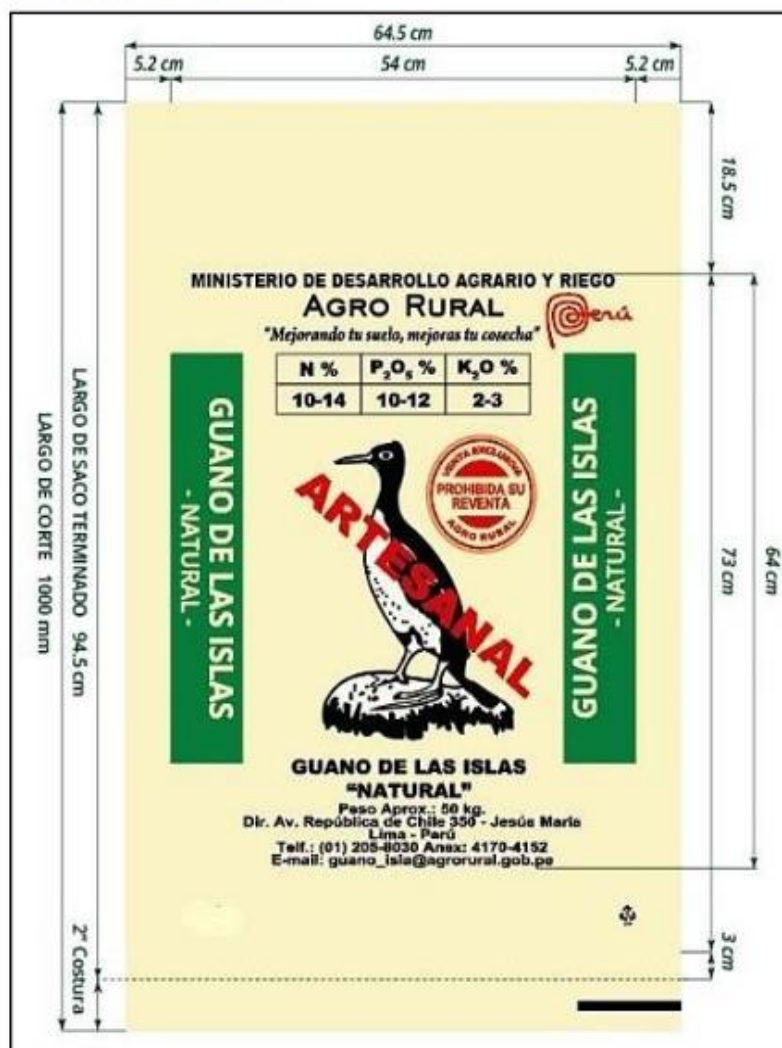 64.5 cm
5.2 cm
54 cm
5.2 cm
18.5 cm
MINISTERIO DE DESARROLLO AGRARIO Y RIEGO
AGRO RURAL
Perú
"Mejorando tu suelo, mejoras tu cosecha"
N % P₂O₅ % K₂O %
10-14 10-12 2-3
GUANO DE LAS ISLAS
- NATURAL -
VENTA EXCLUSIVA
PROHIBIDA SU
REVENTA
AGRO RURAL
ARTESANAL
GUANO DE LAS ISLAS
- NATURAL -
LARGO DE SACO TERMINADO 94.5 cm
LARGO DE CORTE 1000 mm
73 cm
64 cm
GUANO DE LAS ISLAS
"NATURAL"
Peso Aprox.: 50 kg.
Dir. Av. República de Chile 350 - Jesús María
Lima - Perú
Telf.: (01) 205-8030 Anex: 4170-4152
E-mail: guano_isla@agrorural.gob.pe
2" Costura
3 cm